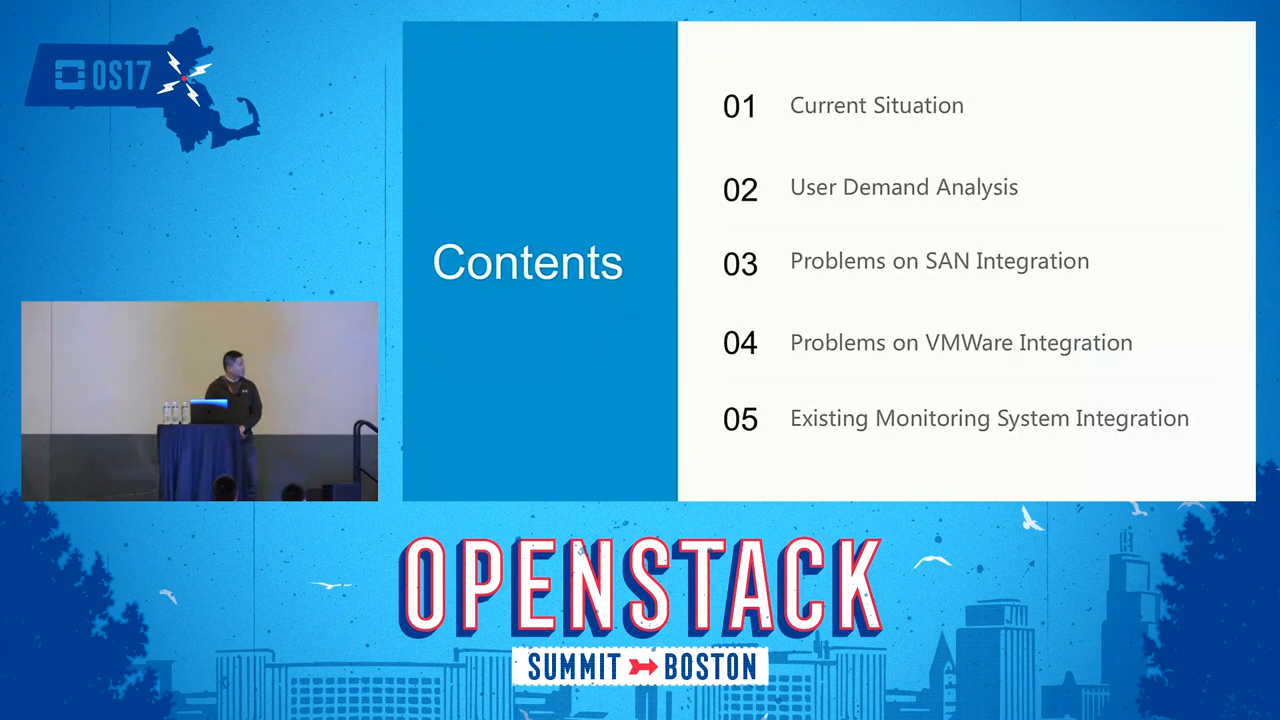 OS17
Contents
01 Current Situation
02 User Demand Analysis
03 Problems on SAN Integration
04 Problems on VMWare Integration
05 Existing Monitoring System Integration
OPENSTACK
SUMMIT BOSTON